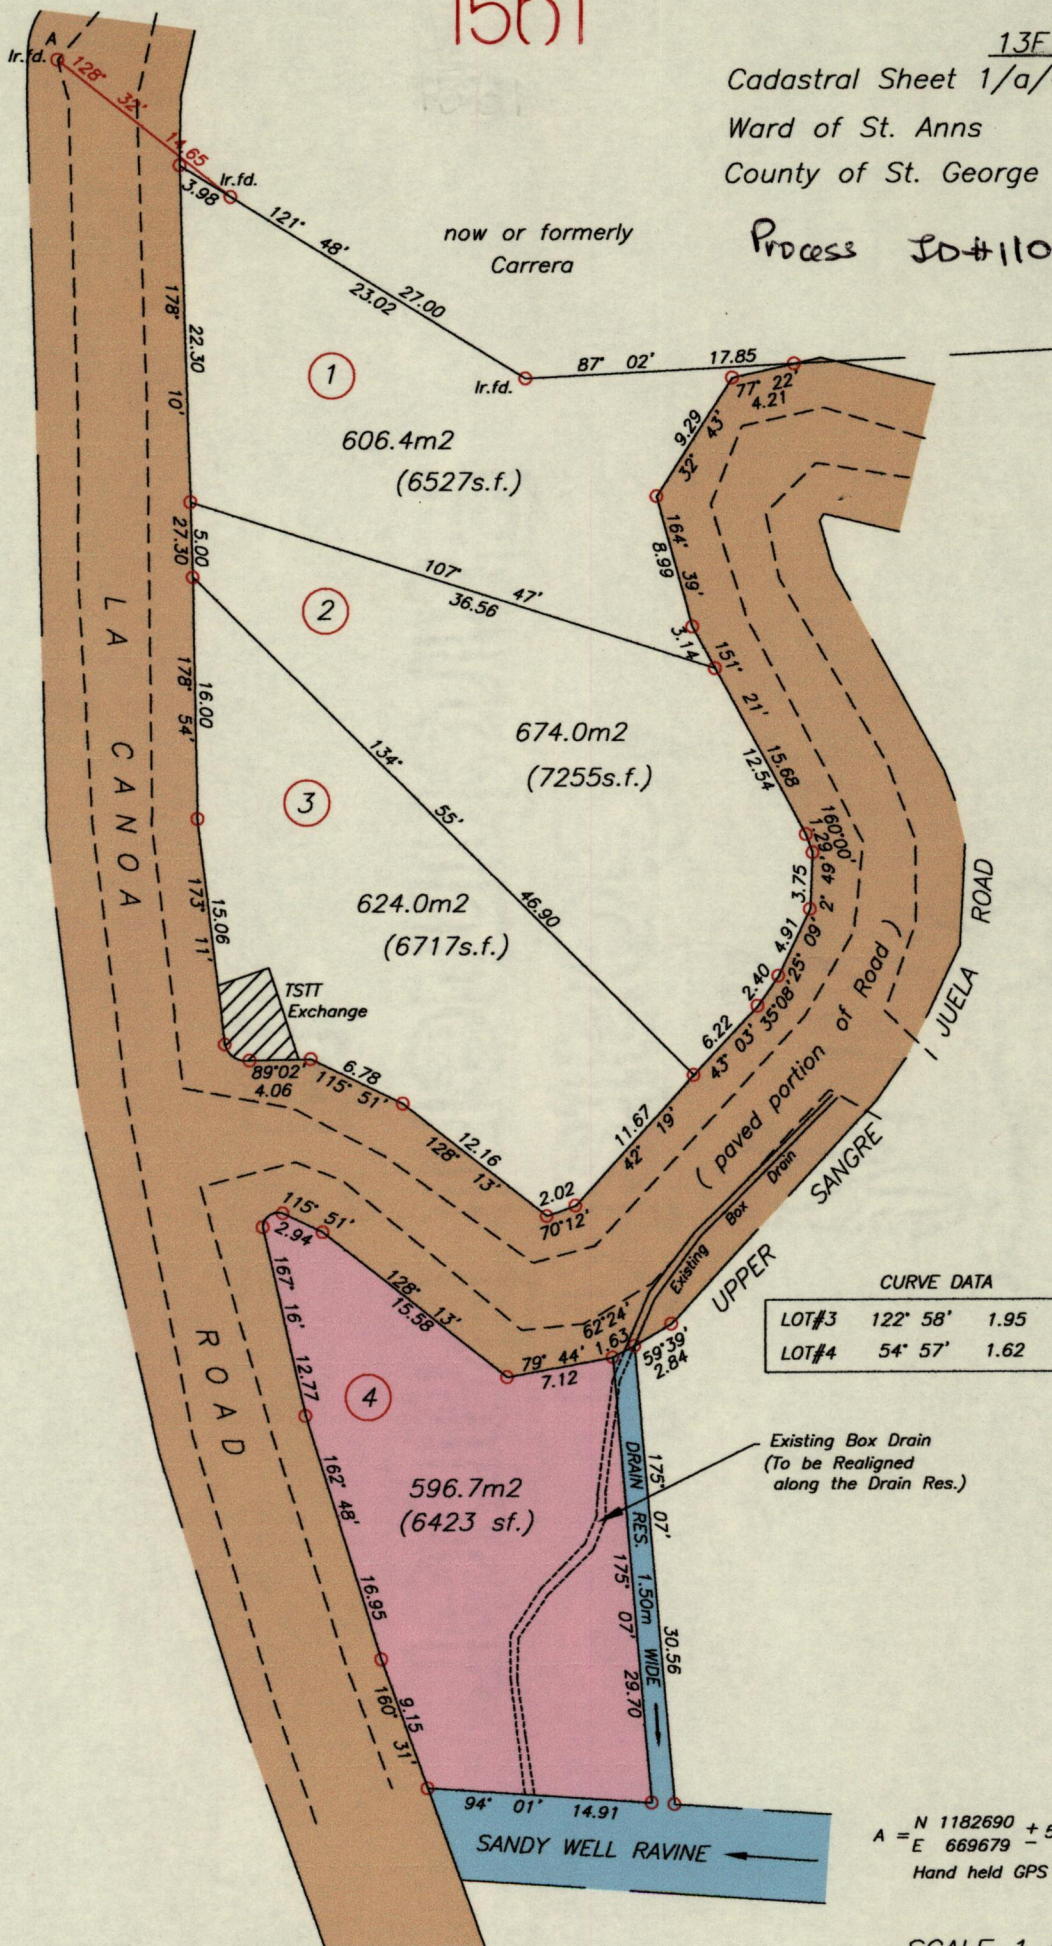 13F
Cadastral Sheet 1/a/
Ward of St. Anns
County of St. George
Process ID#110
A
Ir.fd.
128° 32'
14.65
3.98
Ir.fd.
121° 48'
23.02
27.00
now or formerly
Carrera
Ir.fd.
87° 02' 17.85
77° 22'
4.21
178° 10'
22.30
1
606.4m2
(6527s.f.)
9.29
32° 43'
164° 39'
8.99
3.14
5.00
27.30
107° 47'
36.56
2
674.0m2
(7255s.f.)
151° 21'
15.68
12.54
178° 54'
16.00
134° 55'
46.90
3
624.0m2
(6717s.f.)
160°00'
1.29
2° 49'
3.75
25° 09'
4.91
35°08'
2.40
43° 03'
6.22
173° 11'
15.06
TSTT
Exchange
89°02'
4.06
115° 51'
6.78
128° 13'
12.16
2.02
70°12'
42° 19'
11.67
LA CANOA ROAD
UPPER SANGRE JUELA ROAD
( paved portion of Road )
Existing Box Drain
CURVE DATA
LOT#3 122° 58' 1.95
LOT#4 54° 57' 1.62
115° 51'
2.94
128° 13'
15.58
62°24'
1.63
79° 44'
7.12
59°39'
2.84
167° 16'
12.77
4
596.7m2
(6423 sf.)
Existing Box Drain
(To be Realigned
along the Drain Res.)
DRAIN RES. 1.50m WIDE
175° 07' 30.56
175° 07' 29.70
162° 48'
16.95
160° 31'
9.15
94° 01' 14.91
SANDY WELL RAVINE
A = N 1182690 ± 5
E 669679
Hand held GPS